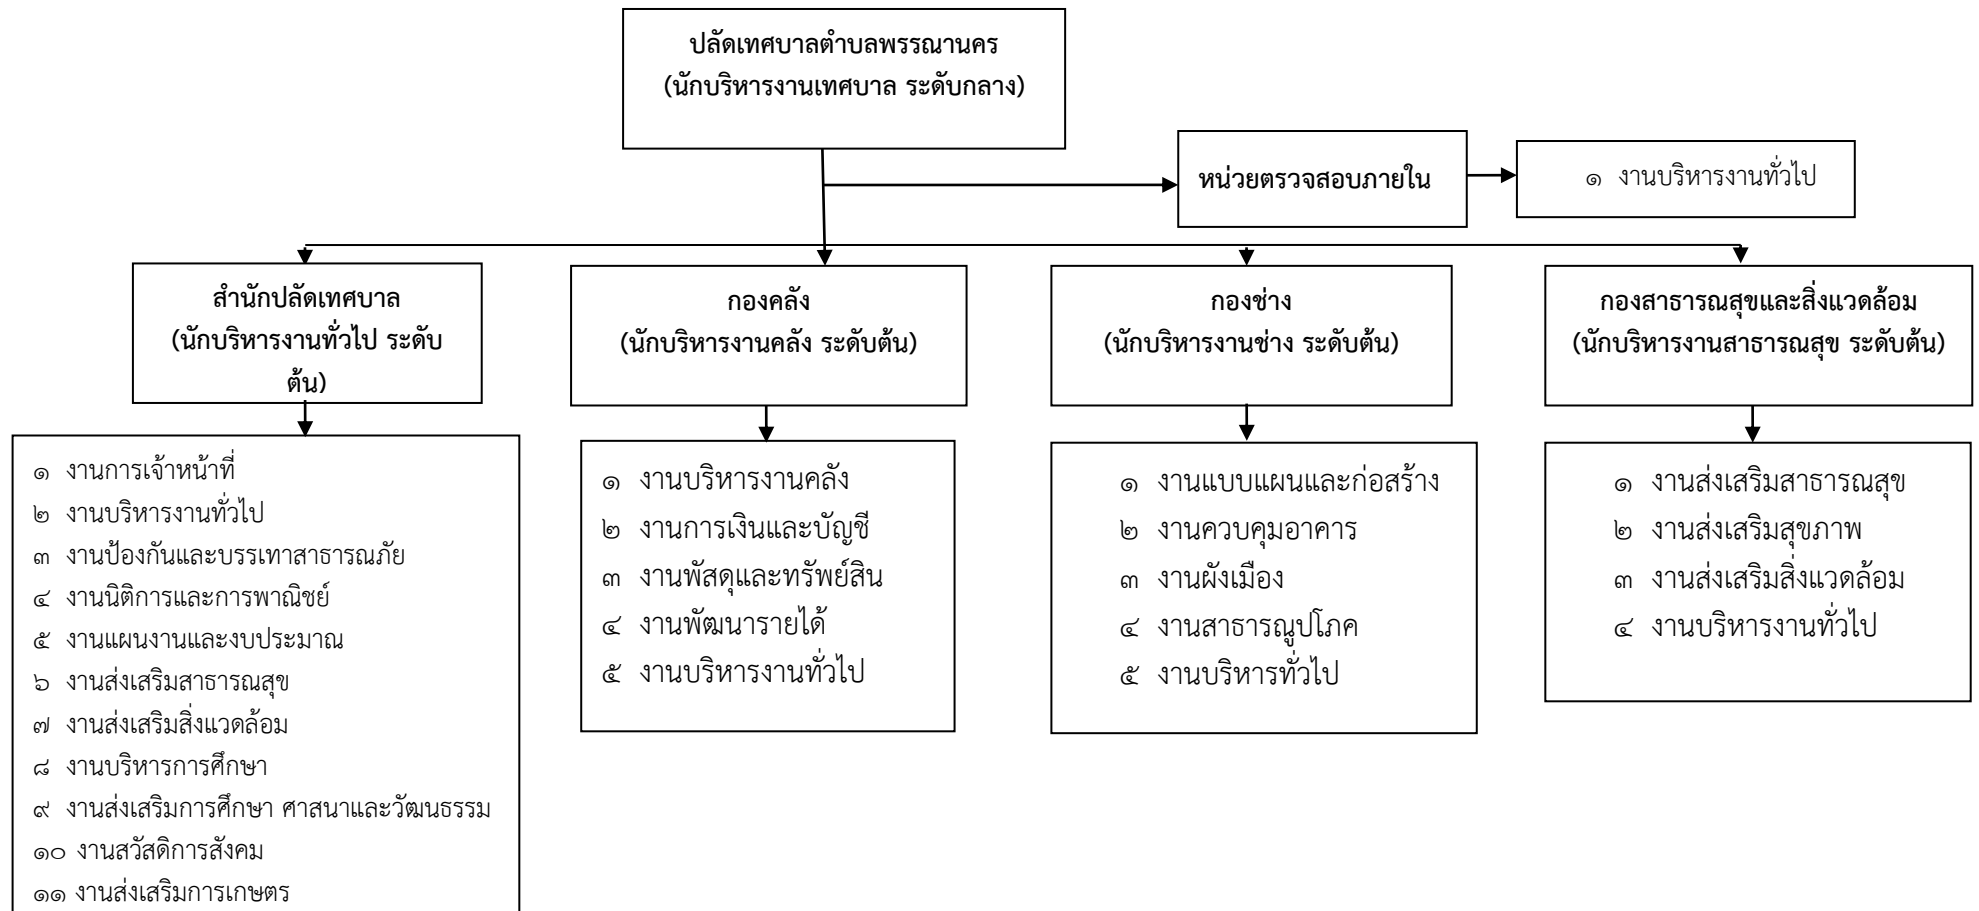 ปลัดเทศบาลตำบลพรรณานคร
(นักบริหารงานเทศบาล ระดับกลาง)
หน่วยตรวจสอบภายใน
๑ งานบริหารงานทั่วไป
สำนักปลัดเทศบาล
(นักบริหารงานทั่วไป ระดับ
ต้น)
กองคลัง
(นักบริหารงานคลัง ระดับต้น)
กองช่าง
(นักบริหารงานช่าง ระดับต้น)
กองสาธารณสุขและสิ่งแวดล้อม
(นักบริหารงานสาธารณสุข ระดับต้น)
๑ งานการเจ้าหน้าที่
๒ งานบริหารงานทั่วไป
๓ งานป้องกันและบรรเทาสาธารณภัย
๔ งานนิติการและการพาณิชย์
๕ งานแผนงานและงบประมาณ
๖ งานส่งเสริมสาธารณสุข
๗ งานส่งเสริมสิ่งแวดล้อม
๘ งานบริหารการศึกษา
๙ งานส่งเสริมการศึกษา ศาสนาและวัฒนธรรม
๑๐ งานสวัสดิการสังคม
๑๑ งานส่งเสริมการเกษตร
๑ งานบริหารงานคลัง
๒ งานการเงินและบัญชี
๓ งานพัสดุและทรัพย์สิน
๔ งานพัฒนารายได้
๕ งานบริหารงานทั่วไป
๑ งานแบบแผนและก่อสร้าง
๒ งานควบคุมอาคาร
๓ งานผังเมือง
๔ งานสาธารณูปโภค
๕ งานบริหารทั่วไป
๑ งานส่งเสริมสาธารณสุข
๒ งานส่งเสริมสุขภาพ
๓ งานส่งเสริมสิ่งแวดล้อม
๔ งานบริหารงานทั่วไป